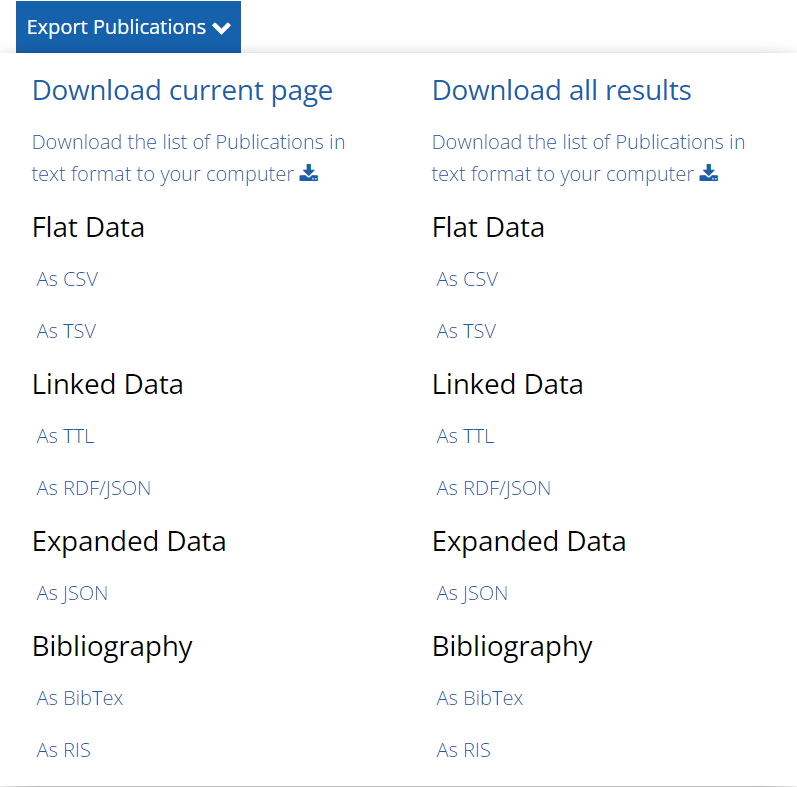 Export Publications
Download current page
Download the list of Publications in
text format to your computer
Flat Data
As CSV
As TSV
Linked Data
As TTL
As RDF/JSON
Expanded Data
As JSON
Bibliography
As BibTex
As RIS
Download all results
Download the list of Publications in
text format to your computer
Flat Data
As CSV
As TSV
Linked Data
As TTL
As RDF/JSON
Expanded Data
As JSON
Bibliography
As BibTex
As RIS